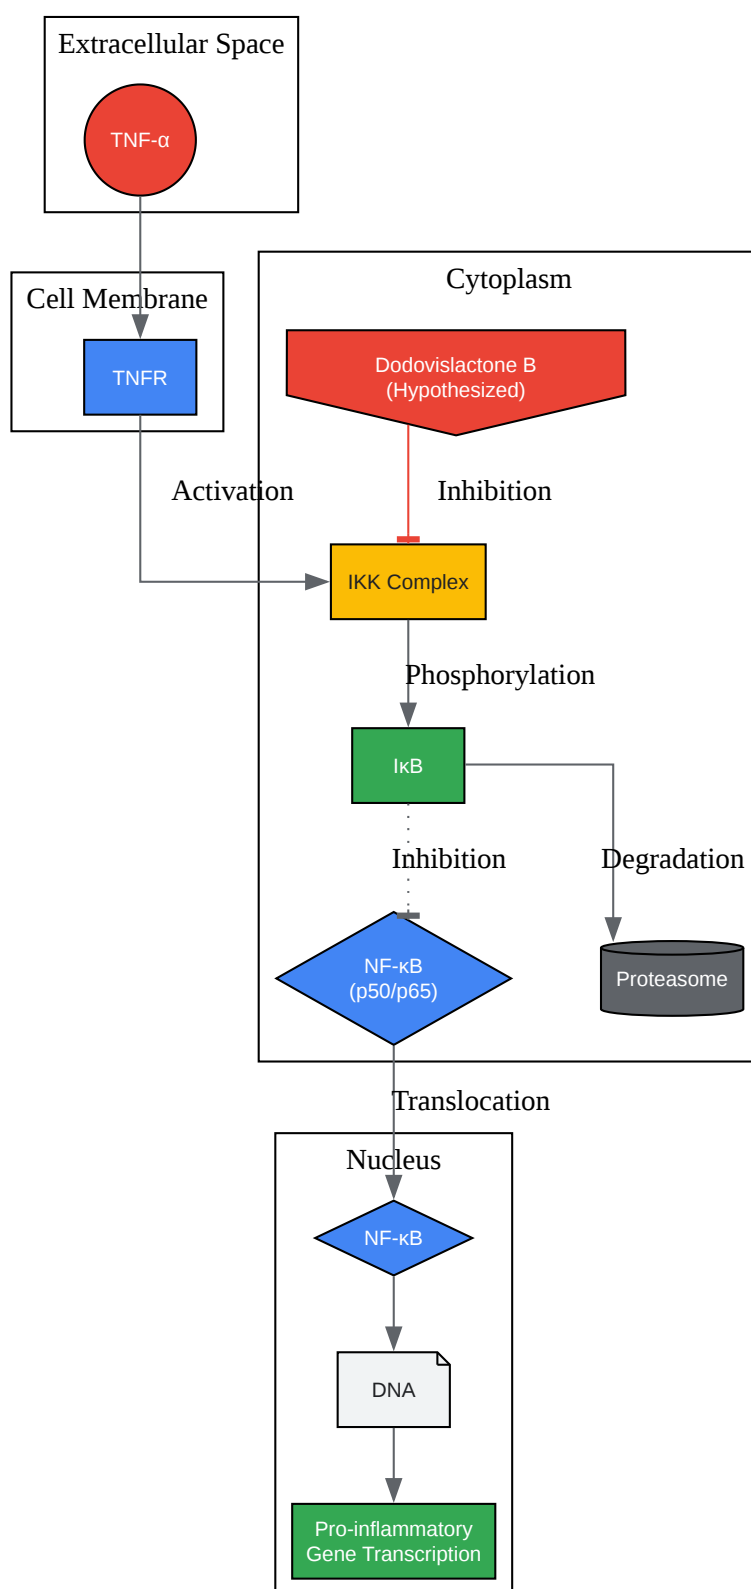 Extracellular Space
TNF-α
Cell Membrane
TNFR
Cytoplasm
Dodovislactone B
(Hypothesized)
Activation
Inhibition
IKK Complex
Phosphorylation
IκB
Inhibition
Degradation
NF-κB
(p50/p65)
Proteasome
Translocation
Nucleus
NF-κB
DNA
Pro-inflammatory
Gene Transcription